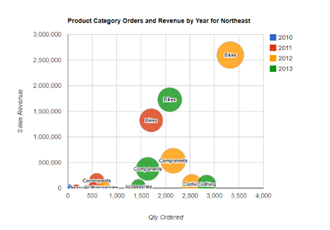 Product Category Orders and Revenue by Year for Northeast
3,000,000
2,500,000
2,000,000
1,500,000
1,000,000
500,000
0
Sales Revenue
0 500 1,000 1,500 2,000 2,500 3,000 3,500 4,000
Qty Ordered
2010
2011
2012
2013
Bikes
Bikes
Bikes
Components
Components
Components
Accessories
Clothing